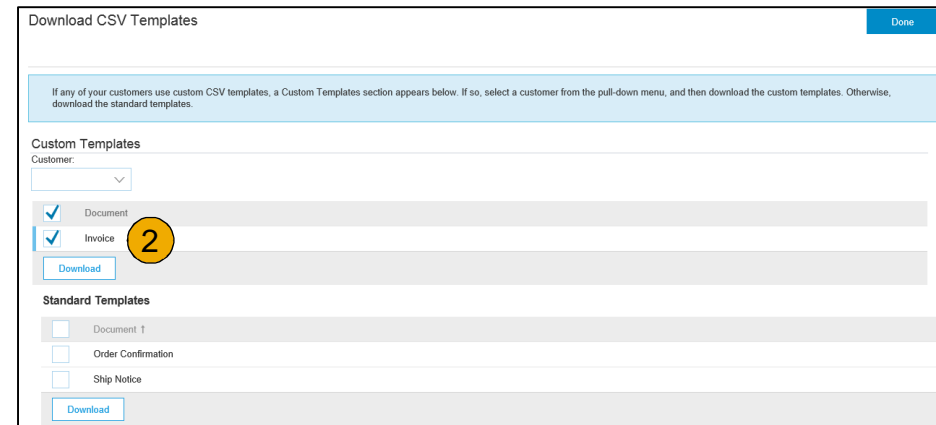 Download CSV Templates
Done
If any of your customers use custom CSV templates, a Custom Templates section appears below. If so, select a customer from the pull-down menu, and then download the custom templates. Otherwise,
download the standard templates.
Custom Templates
Customer:
Document
Invoice
2
Download
Standard Templates
Document ↑
Order Confirmation
Ship Notice
Download